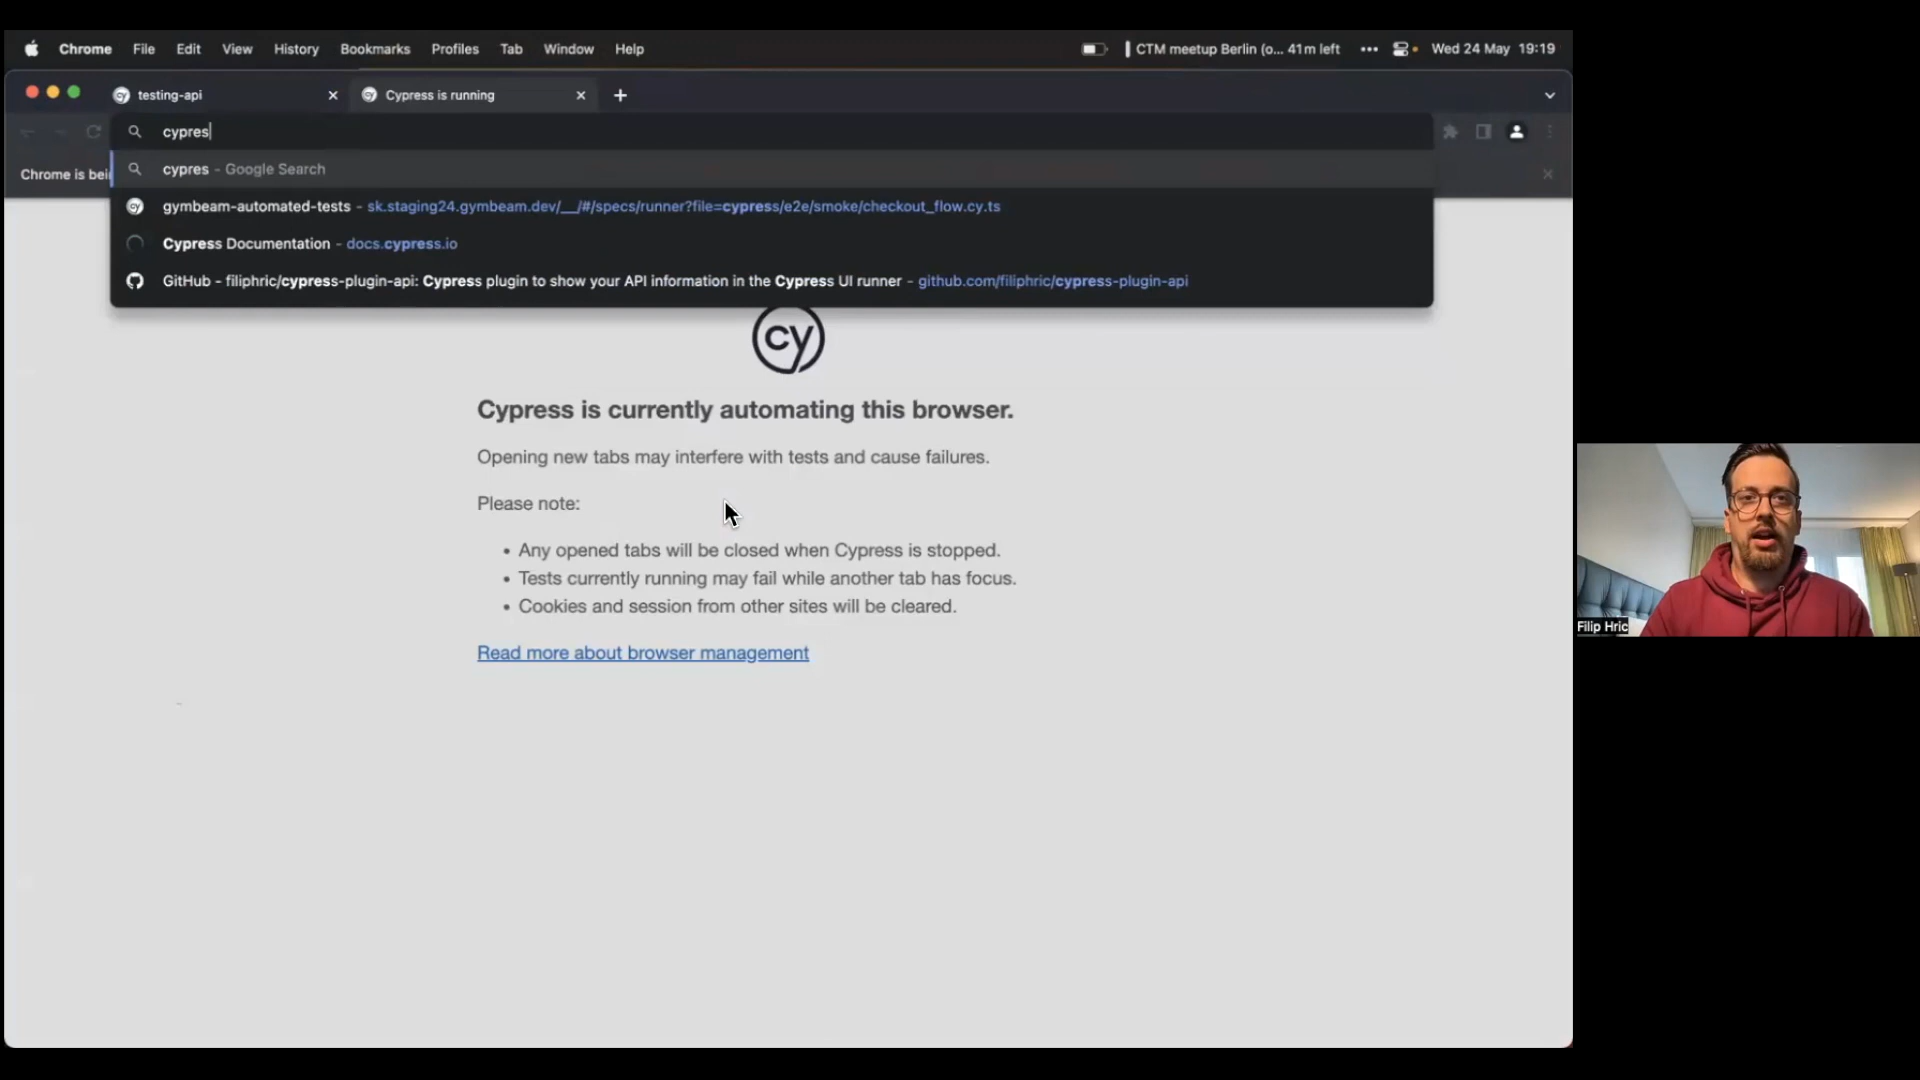 Chrome File Edit View History Bookmarks Profiles Tab Window Help CTM meetup Berlin (o... 41m left ••• Wed 24 May 19:19
testing-api Cypress is running
cypres
Chrome is bei
cypres - Google Search
gymbeam-automated-tests - sk.staging24.gymbeam.dev/__/#/specs/runner?file=cypress/e2e/smoke/checkout_flow.cy.ts
Cypress Documentation - docs.cypress.io
GitHub - filiphric/cypress-plugin-api: Cypress plugin to show your API information in the Cypress UI runner - github.com/filiphric/cypress-plugin-api
cy
Cypress is currently automating this browser.
Opening new tabs may interfere with tests and cause failures.
Please note:
• Any opened tabs will be closed when Cypress is stopped.
• Tests currently running may fail while another tab has focus.
• Cookies and session from other sites will be cleared.
Read more about browser management
Filip Hric